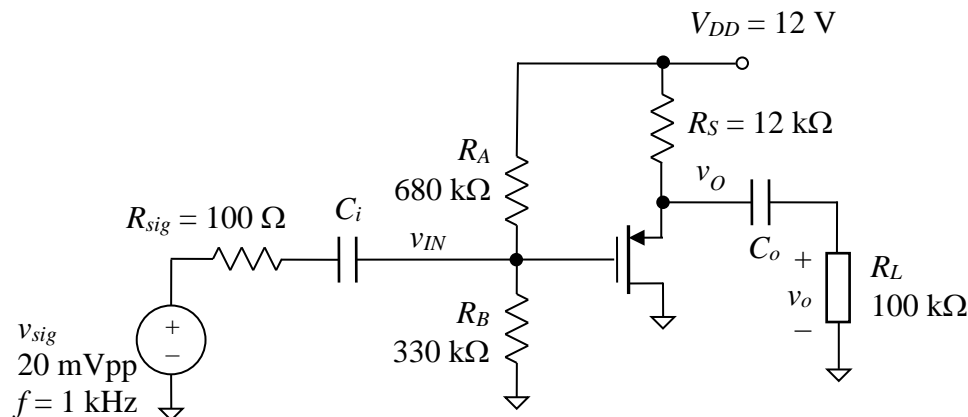 V_DD = 12 V
R_S = 12 kΩ
R_A
680 kΩ
v_O
R_sig = 100 Ω
C_i
v_IN
C_o
+
R_L
v_o
100 kΩ
–
R_B
330 kΩ
+
–
v_sig
20 mVpp
f = 1 kHz